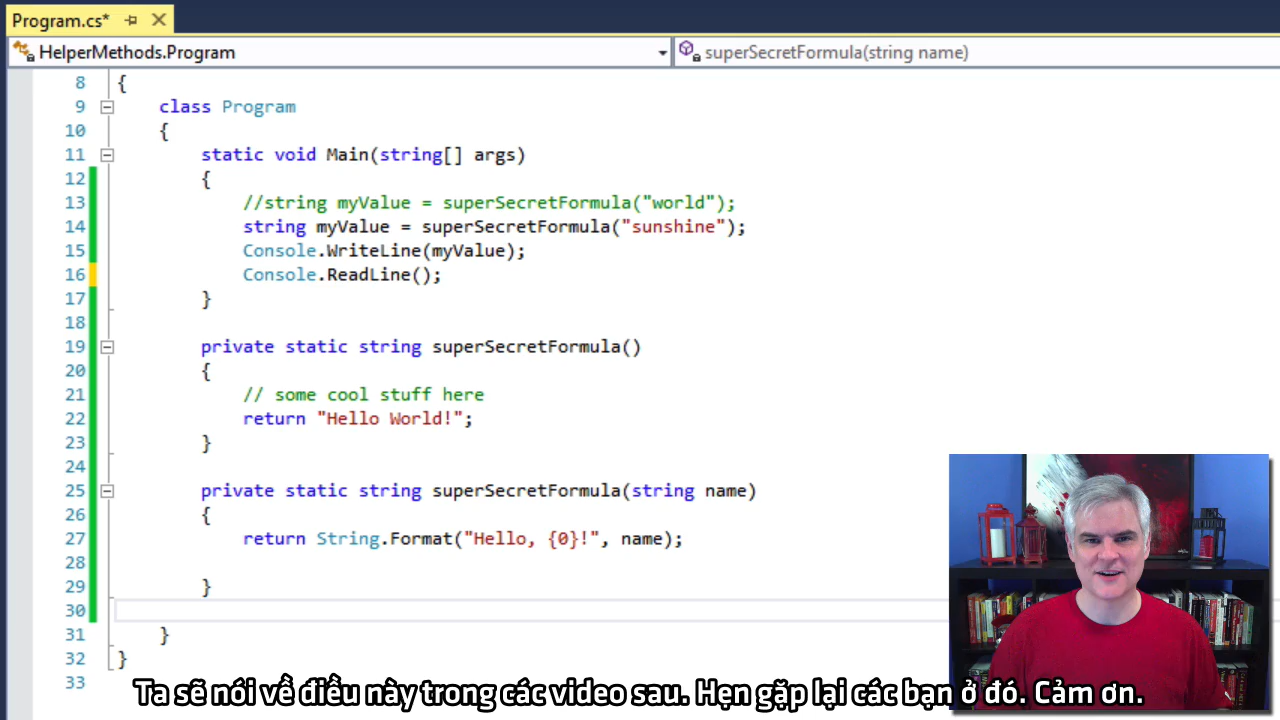 Program.cs*
HelperMethods.Program
superSecretFormula(string name)
8 {
9 class Program
10 {
11 static void Main(string[] args)
12 {
13 //string myValue = superSecretFormula("world");
14 string myValue = superSecretFormula("sunshine");
15 Console.WriteLine(myValue);
16 Console.ReadLine();
17 }
18
19 private static string superSecretFormula()
20 {
21 // some cool stuff here
22 return "Hello World!";
23 }
24
25 private static string superSecretFormula(string name)
26 {
27 return String.Format("Hello, {0}!", name);
28
29 }
30
31 }
32 }
33
Ta sẽ nói về điều này trong các video sau. Hẹn gặp lại các bạn ở đó. Cảm ơn.